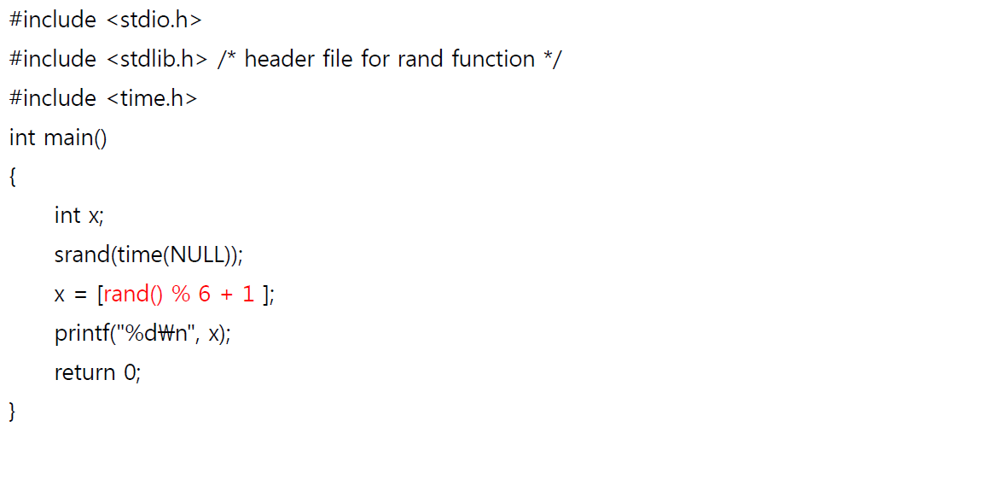 #include <stdio.h>
#include <stdlib.h> /* header file for rand function */
#include <time.h>
int main()
{
int x;
srand(time(NULL));
x = [rand() % 6 + 1 ];
printf("%d₩n", x);
return 0;
}